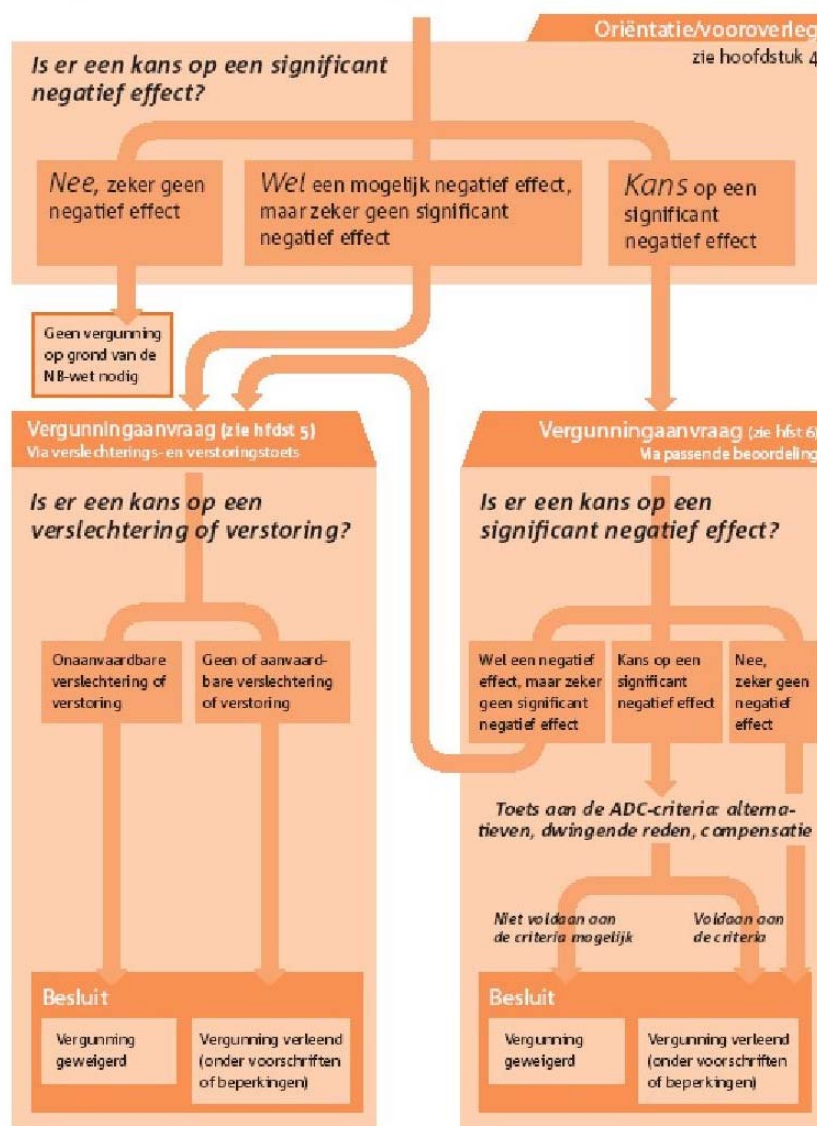 Oriëntatie/vooroverleg
zie hoofdstuk 4
Is er een kans op een significant
negatief effect?
Nee, zeker geen
negatief effect
Wel een mogelijk negatief effect,
maar zeker geen significant
negatief effect
Kans op een
significant
negatief effect
Geen vergunning
op grond van de
NB-wet nodig
Vergunningaanvraag (zie hfdst 5)
Via verslechterings- en verstoringstoets
Is er een kans op een
verslechtering of verstoring?
Onaanvaardbare
verslechtering of
verstoring
Geen of aanvaard-
bare verslechtering
of verstoring
Besluit
Vergunning
geweigerd
Vergunning verleend
(onder voorschriften
of beperkingen)
Vergunningaanvraag (zie hfst 6)
Via passende beoordeling
Is er een kans op een
significant negatief effect?
Wel een negatief
effect, maar zeker
geen significant
negatief effect
Kans op een
significant
negatief effect
Nee,
zeker geen
negatief
effect
Toets aan de ADC-criteria: alterna-
tieven, dwingende reden, compensatie
Niet voldaan aan
de criteria mogelijk
Voldaan aan
de criteria
Besluit
Vergunning
geweigerd
Vergunning verleend
(onder voorschriften
of beperkingen)